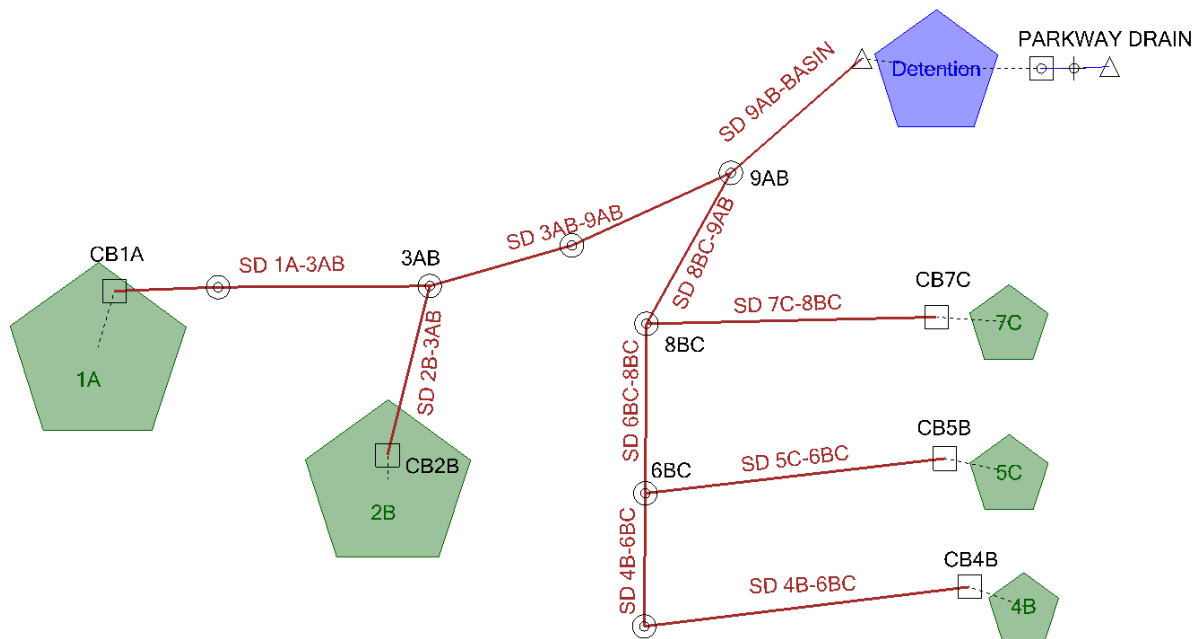 PARKWAY DRAIN
Detention
SD 9AB-BASIN
9AB
SD 3AB-9AB
SD 8BC-9AB
CB1A
SD 1A-3AB
3AB
1A
SD 2B-3AB
CB2B
2B
CB7C
SD 7C-8BC
7C
8BC
SD 6BC-8BC
CB5B
SD 5C-6BC
5C
6BC
SD 4B-6BC
CB4B
SD 4B-6BC
4B